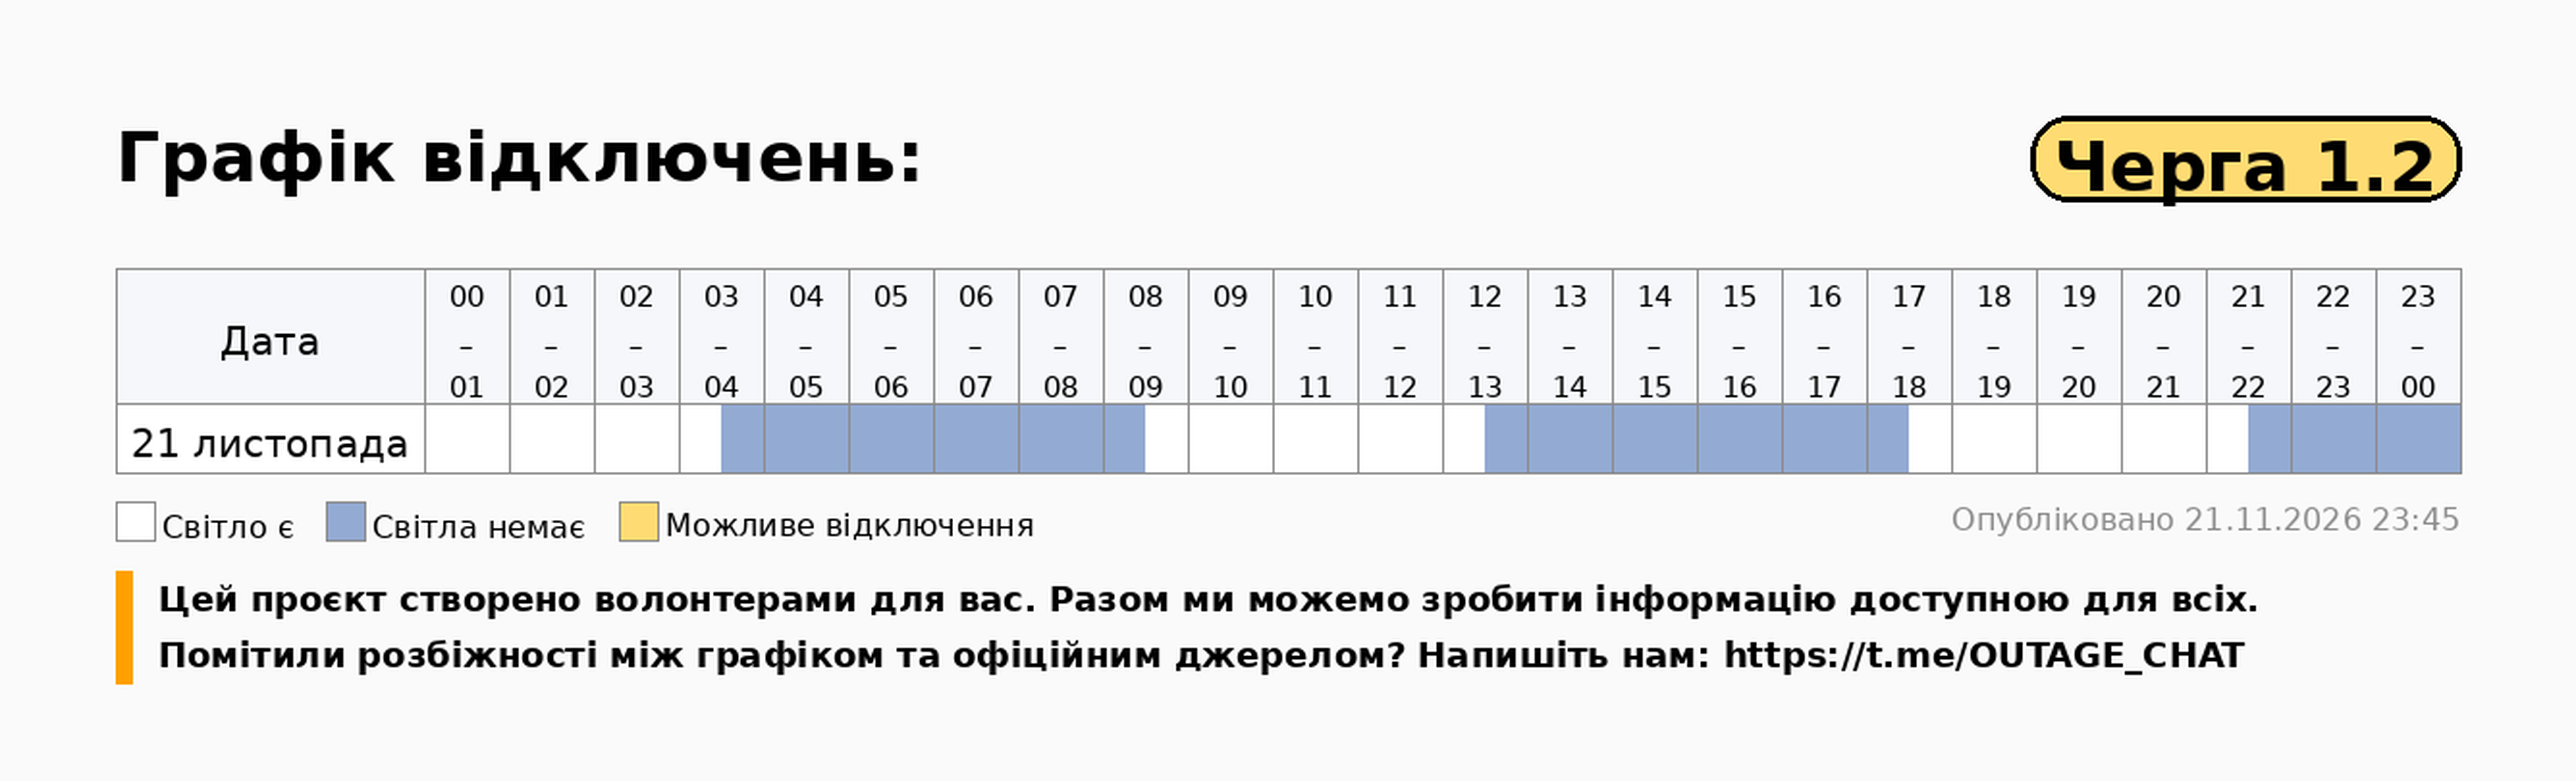 Графік відключень:
Черга 1.2
Дата
00 – 01
01 – 02
02 – 03
03 – 04
04 – 05
05 – 06
06 – 07
07 – 08
08 – 09
09 – 10
10 – 11
11 – 12
12 – 13
13 – 14
14 – 15
15 – 16
16 – 17
17 – 18
18 – 19
19 – 20
20 – 21
21 – 22
22 – 23
23 – 00
21 листопада
Світло є
Світла немає
Можливе відключення
Опубліковано 21.11.2026 23:45
Цей проєкт створено волонтерами для вас. Разом ми можемо зробити інформацію доступною для всіх.
Помітили розбіжності між графіком та офіційним джерелом? Напишіть нам: https://t.me/OUTAGE_CHAT